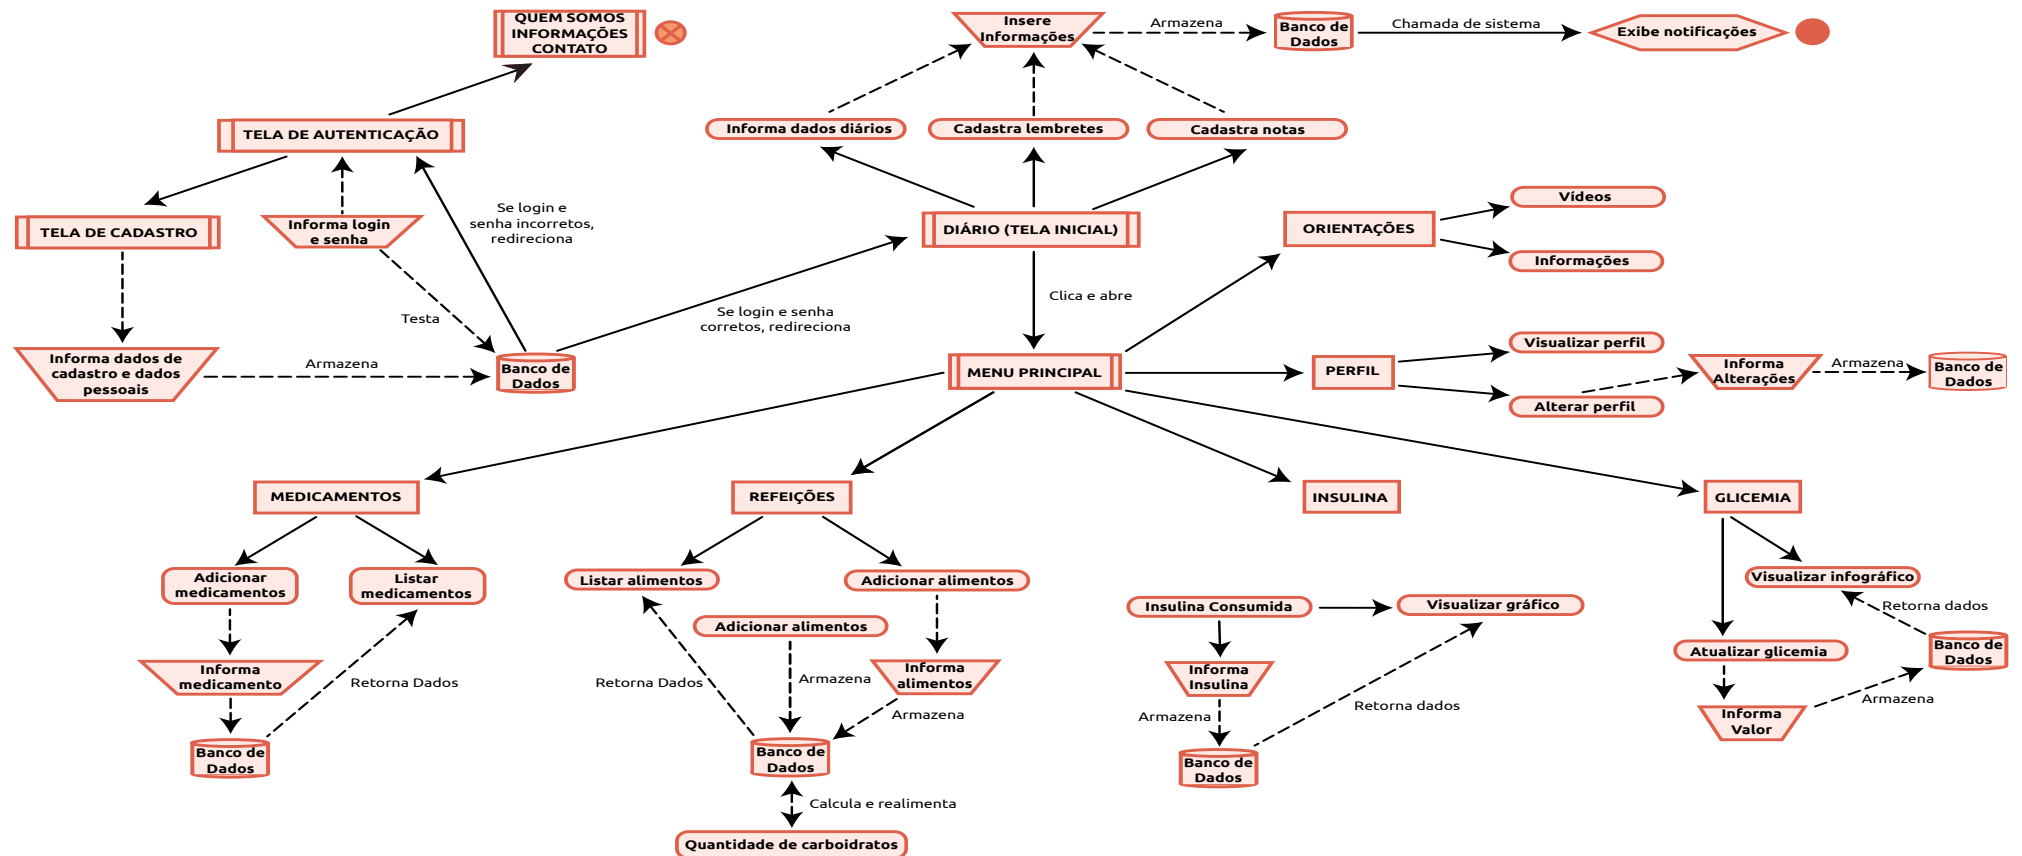 QUEM SOMOS
INFORMAÇÕES
CONTATO
Insere
Informações
Armazena
Banco de
Dados
Chamada de sistema
Exibe notificações
TELA DE AUTENTICAÇÃO
Informa dados diários
Cadastra lembretes
Cadastra notas
TELA DE CADASTRO
Informa login
e senha
Se login e
senha incorretos,
redireciona
DIÁRIO (TELA INICIAL)
ORIENTAÇÕES
Vídeos
Informações
Clica e abre
Testa
Se login e senha
corretos, redireciona
Informa dados de
cadastro e dados
pessoais
Armazena
Banco de
Dados
MENU PRINCIPAL
PERFIL
Visualizar perfil
Alterar perfil
Informa
Alterações
Armazena
Banco de
Dados
MEDICAMENTOS
REFEIÇÕES
INSULINA
GLICEMIA
Adicionar
medicamentos
Listar
medicamentos
Informa
medicamento
Retorna Dados
Banco de
Dados
Listar alimentos
Adicionar alimentos
Adicionar alimentos
Informa
alimentos
Retorna Dados
Armazena
Armazena
Banco de
Dados
Calcula e realimenta
Quantidade de carboidratos
Insulina Consumida
Visualizar gráfico
Informa
Insulina
Armazena
Retorna dados
Banco de
Dados
Visualizar infográfico
Retorna dados
Atualizar glicemia
Banco de
Dados
Informa
Valor
Armazena